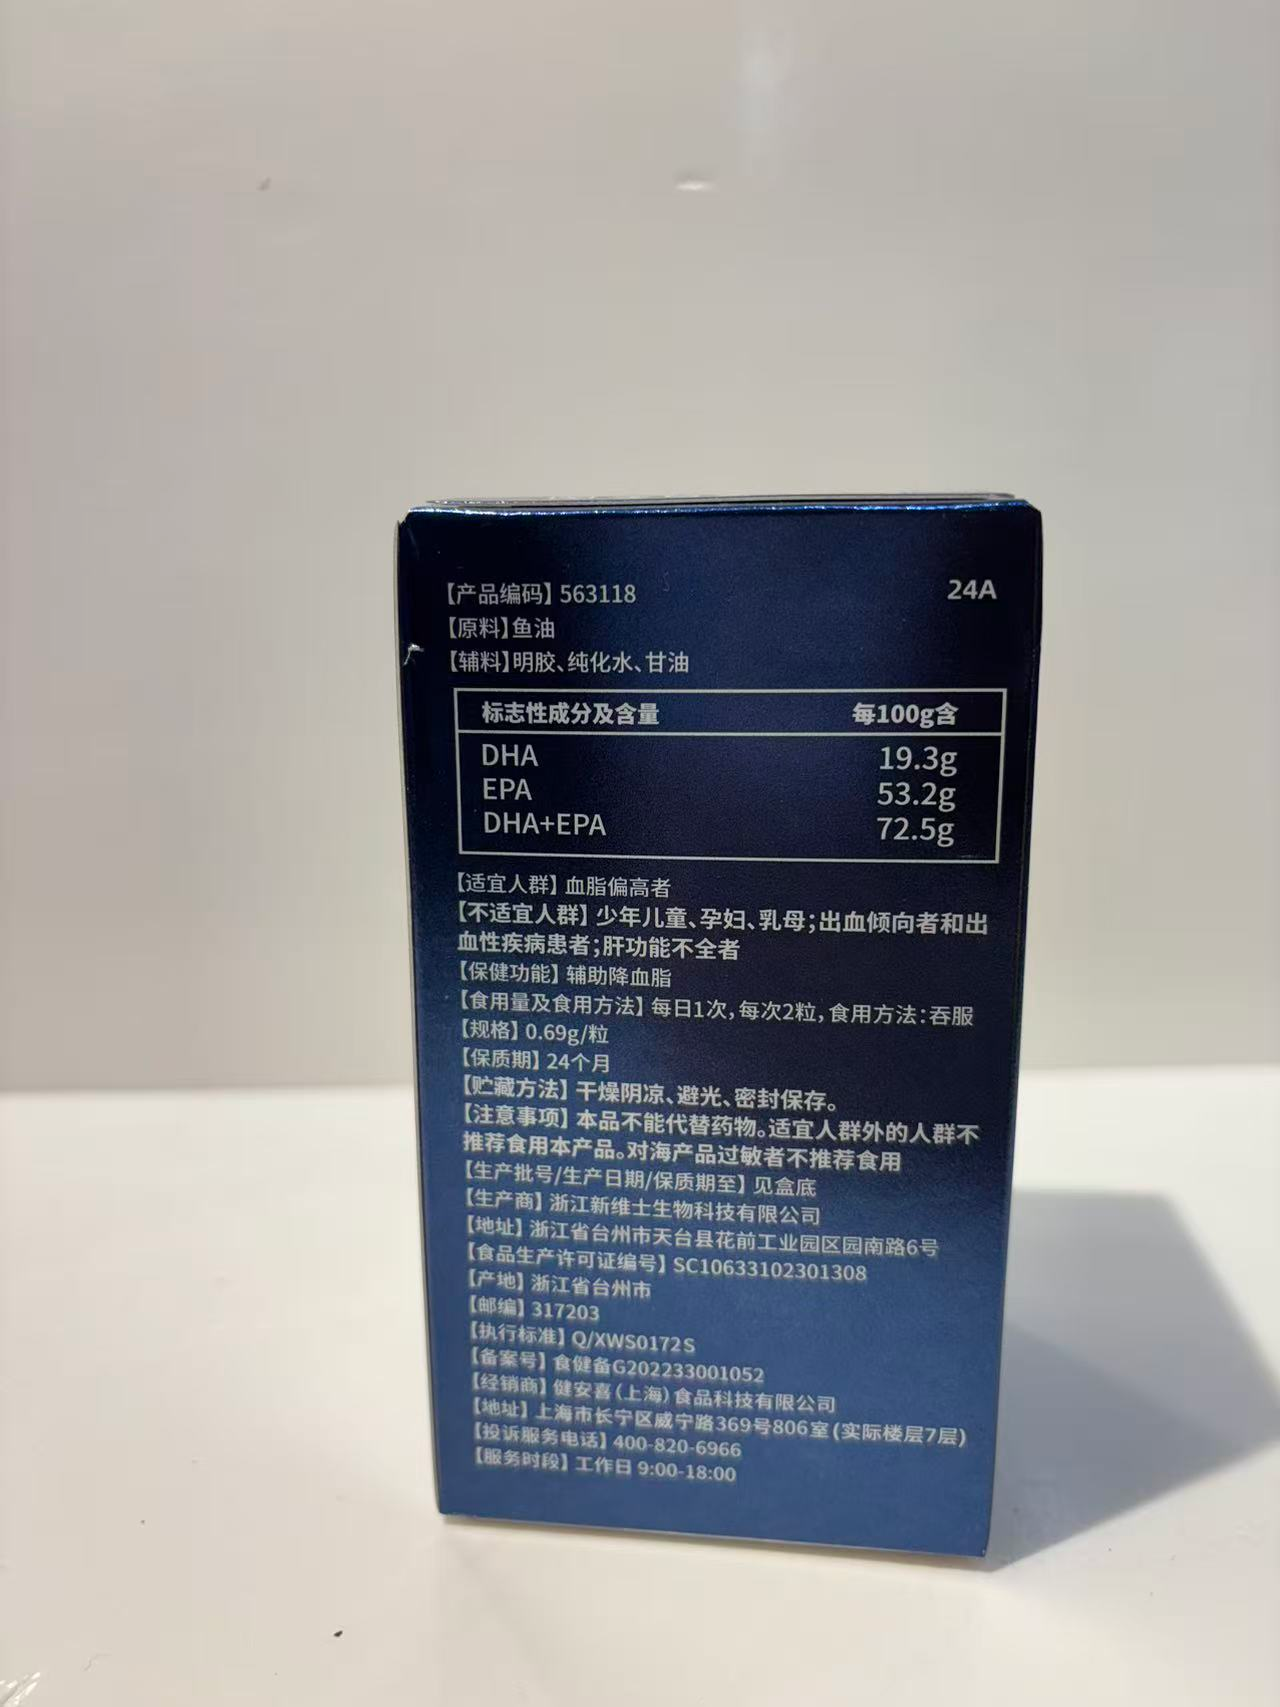 【产品编码】563118
24A
【原料】鱼油
【辅料】明胶、纯化水、甘油
标志性成分及含量 每100g含
DHA 19.3g
EPA 53.2g
DHA+EPA 72.5g
【适宜人群】血脂偏高者
【不适宜人群】少年儿童、孕妇、乳母；出血倾向者和出
血性疾病患者；肝功能不全者
【保健功能】辅助降血脂
【食用量及食用方法】每日1次，每次2粒，食用方法：吞服
【规格】0.69g/粒
【保质期】24个月
【贮藏方法】干燥阴凉、避光、密封保存。
【注意事项】本品不能代替药物。适宜人群外的人群不
推荐食用本产品。对海产品过敏者不推荐食用
【生产批号/生产日期/保质期至】见盒底
【生产商】浙江新维士生物科技有限公司
【地址】浙江省台州市天台县花前工业园区园南路6号
【食品生产许可证编号】SC10633102301308
【产地】浙江省台州市
【邮编】317203
【执行标准】Q/XWS0172S
【备案号】食健备G202233001052
【经销商】健安喜（上海）食品科技有限公司
【地址】上海市长宁区威宁路369号806室(实际楼层7层)
【投诉服务电话】400-820-6966
【服务时段】工作日 9:00-18:00